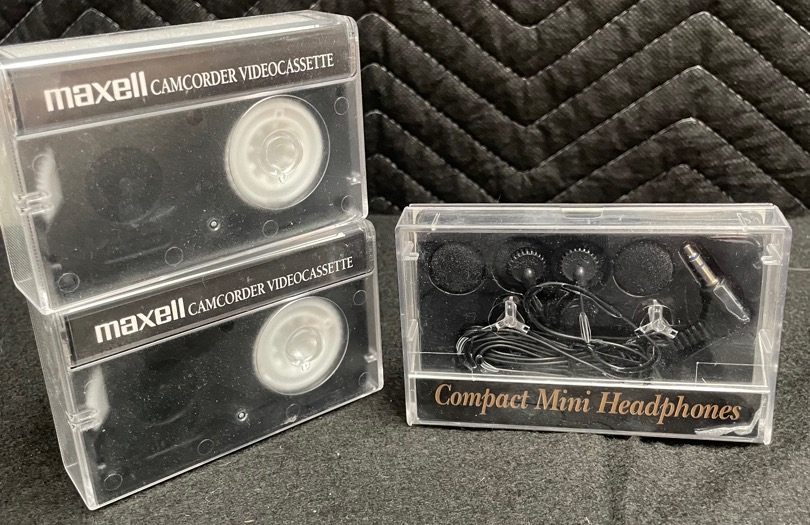 maxell CAMCORDER VIDEOCASSETTE
maxell CAMCORDER VIDEOCASSETTE
Compact Mini Headphones